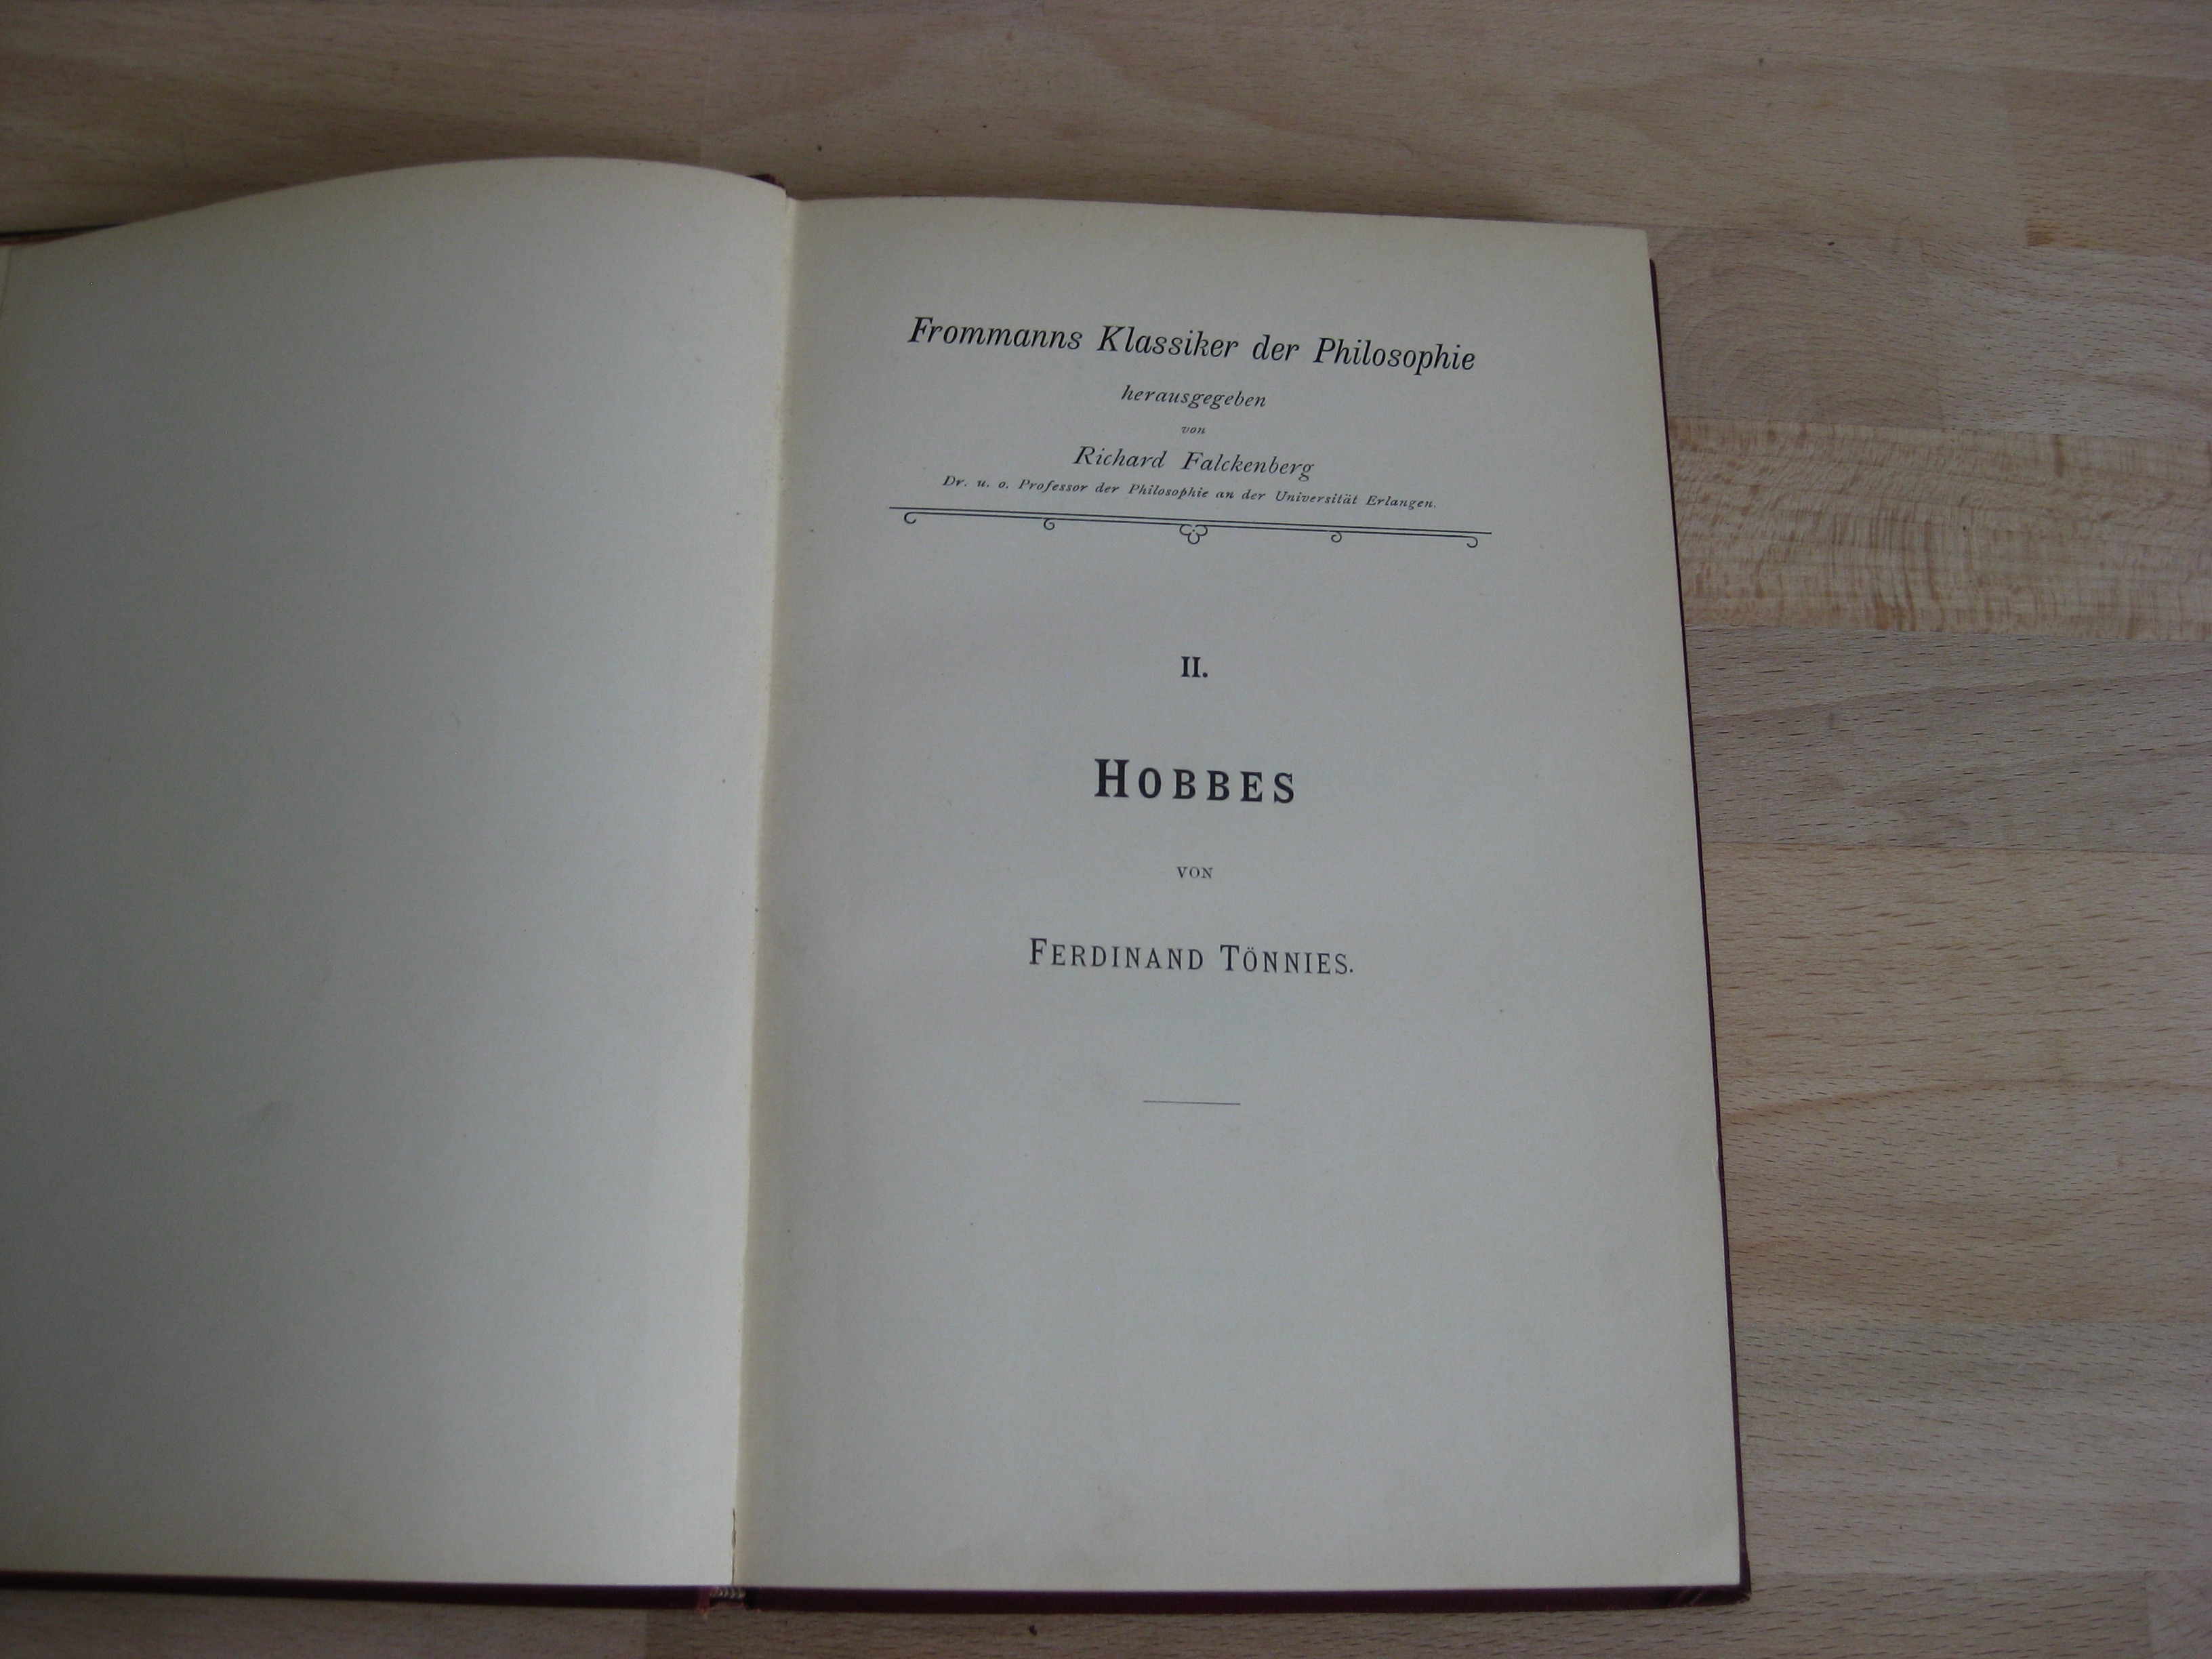 Frommanns Klassiker der Philosophie
herausgegeben
von
Richard Falckenberg
Dr. u. o. Professor der Philosophie an der Universität Erlangen.
II.
HOBBES
VON
FERDINAND TÖNNIES.